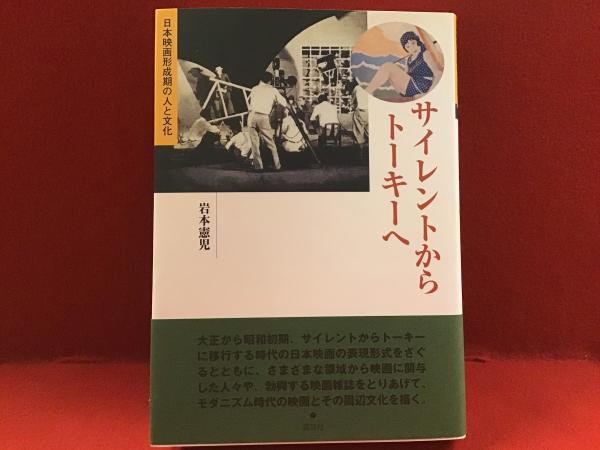 日本映画形成期の人と文化
サイレントから
トーキーへ
岩本憲児
大正から昭和初期、サイレントからトーキー
に移行する時代の日本映画の表現形式をさぐ
るとともに、さまざまな領域から映画に関与
した人々や、勃興する映画雑誌をとりあげて、
モダニズム時代の映画とその周辺文化を描く。
森話社